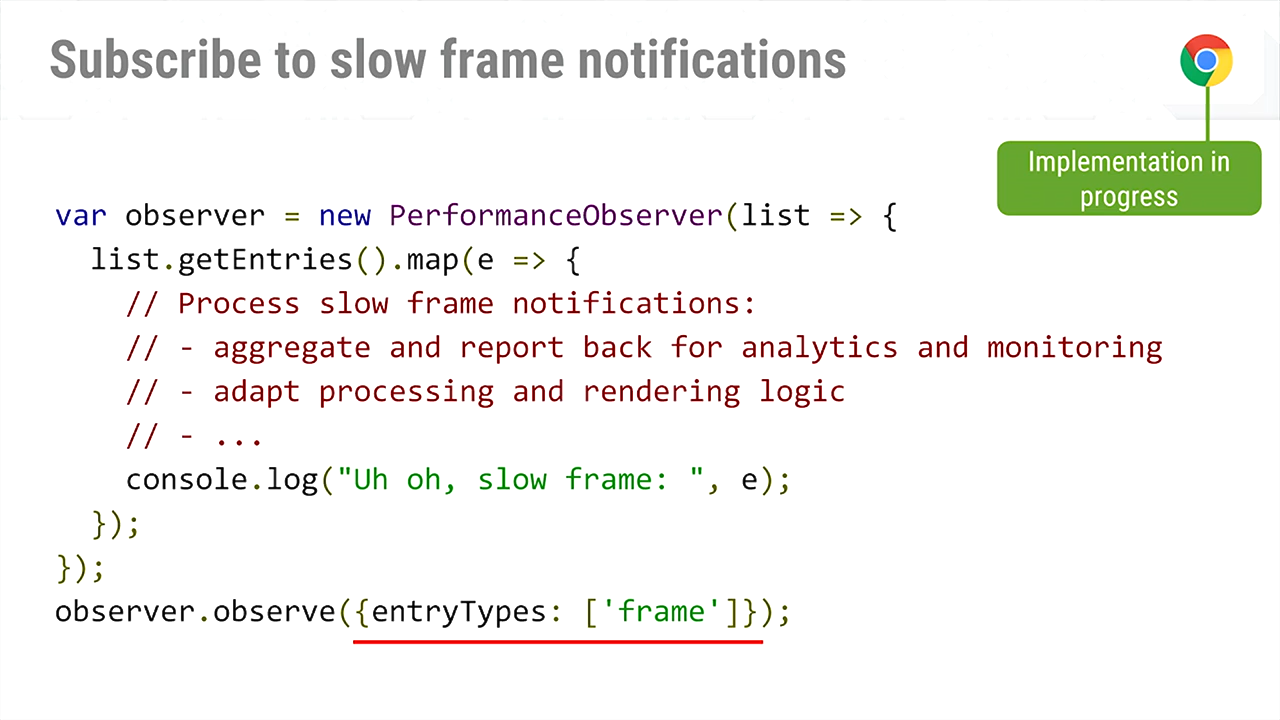 Subscribe to slow frame notifications
Implementation in
progress
var observer = new PerformanceObserver(list => {
  list.getEntries().map(e => {
    // Process slow frame notifications:
    // - aggregate and report back for analytics and monitoring
    // - adapt processing and rendering logic
    // - ...
    console.log("Uh oh, slow frame: ", e);
  });
});
observer.observe({entryTypes: ['frame']});